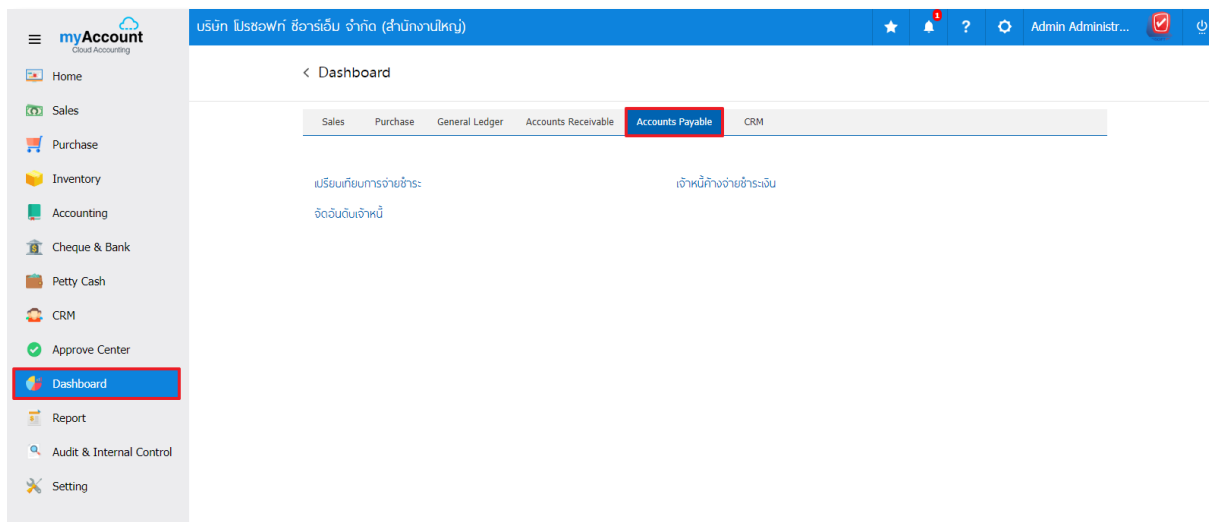 myAccount
Cloud Accounting
บริษัท โปรซอฟท์ ซีอาร์เอ็ม จำกัด (สำนักงานใหญ่)
1
?
Admin Administr...
Home
Sales
Purchase
Inventory
Accounting
Cheque & Bank
Petty Cash
CRM
Approve Center
Dashboard
Report
Audit & Internal Control
Setting
< Dashboard
Sales Purchase General Ledger Accounts Receivable Accounts Payable CRM
เปรียบเทียบการจ่ายชำระ เจ้าหนี้ค้างจ่ายชำระเงิน
จัดอันดับเจ้าหนี้